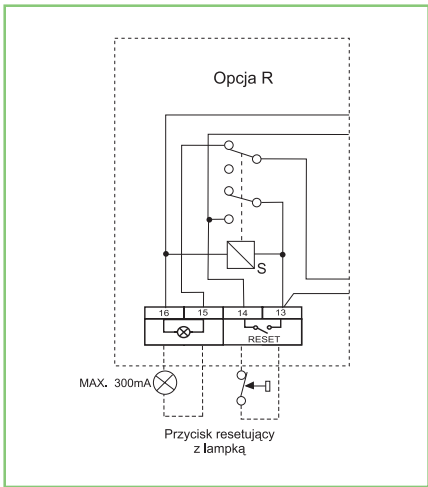 Opcja R
S
16 15 14 13
RESET
MAX. 300mA
Przycisk resetujący
z lampką